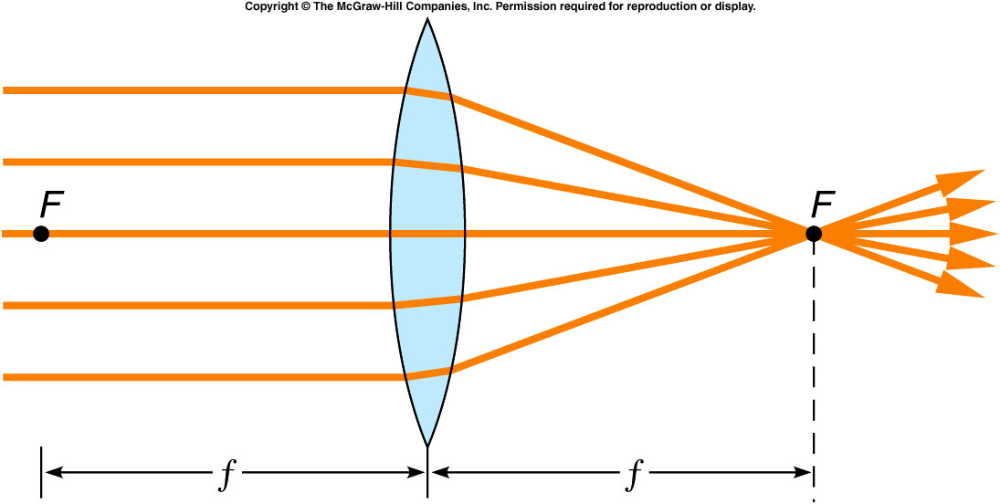 Copyright © The McGraw-Hill Companies, Inc. Permission required for reproduction or display.
F
F
f
f